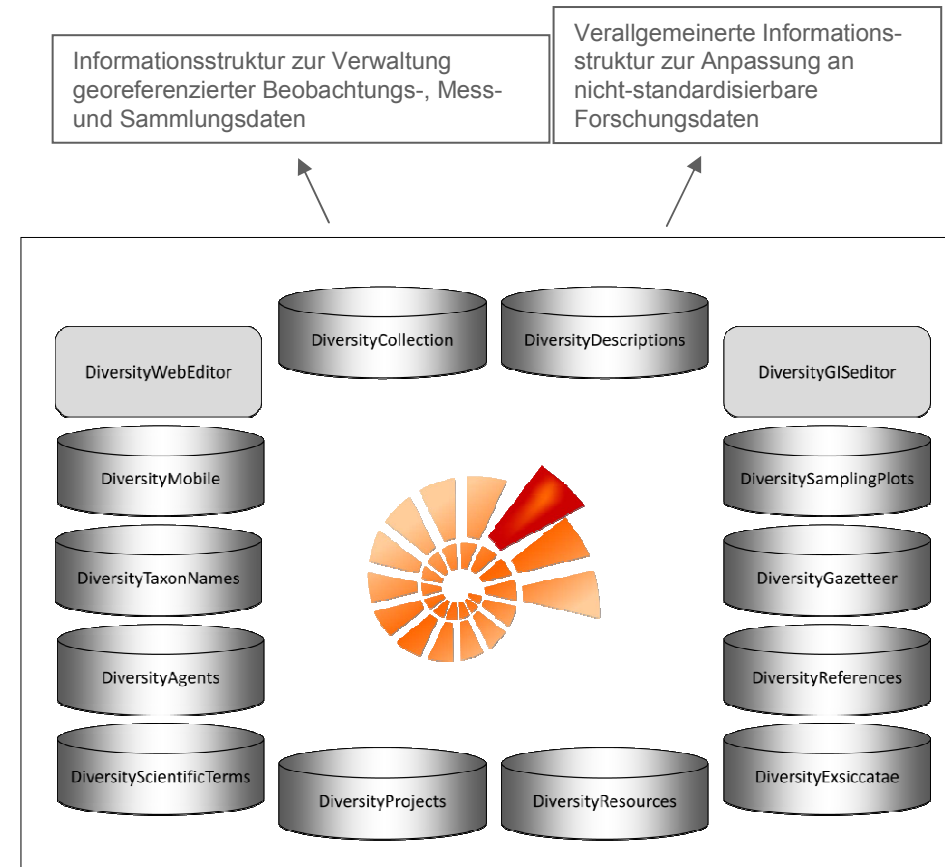 Informationsstruktur zur Verwaltung
georeferenzierter Beobachtungs-, Mess-
und Sammlungsdaten
Verallgemeinerte Informations-
struktur zur Anpassung an
nicht-standardisierbare
Forschungsdaten
DiversityCollection
DiversityDescriptions
DiversityWebEditor
DiversityGISeditor
DiversityMobile
DiversitySamplingPlots
DiversityTaxonNames
DiversityGazetteer
DiversityAgents
DiversityReferences
DiversityScientificTerms
DiversityExsiccatae
DiversityProjects
DiversityResources